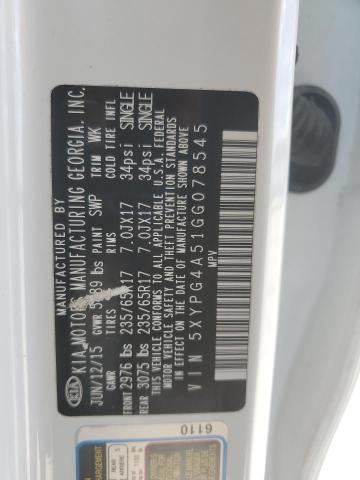 MANUFACTURED BY
KIA MOTORS MANUFACTURING GEORGIA, INC.
KIA
JUN/12/15 GVWR lbs PAINT SWP TRIM WK
GAWR TIRES RIMS COLD TIRE INFL
FRONT 2976 lbs 235/65R17 7.0JX17 34psi SINGLE
REAR 3075 lbs 235/65R17 7.0JX17 34psi SINGLE
THIS VEHICLE CONFORMS TO ALL APPLICABLE U.S.A. FEDERAL
MOTOR VEHICLE SAFETY AND THEFT PREVENTION STANDARDS
IN EFFECT ON THE DATE OF MANUFACTURE SHOWN ABOVE
VIN 5XYPG4A51GG078545
MPV
6110